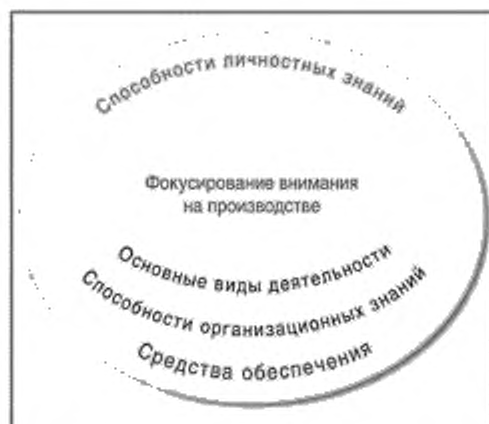 Способности личностных знаний
Фокусирование внимания
на производстве
Основные виды деятельности
Способности организационных знаний
Средства обеспечения